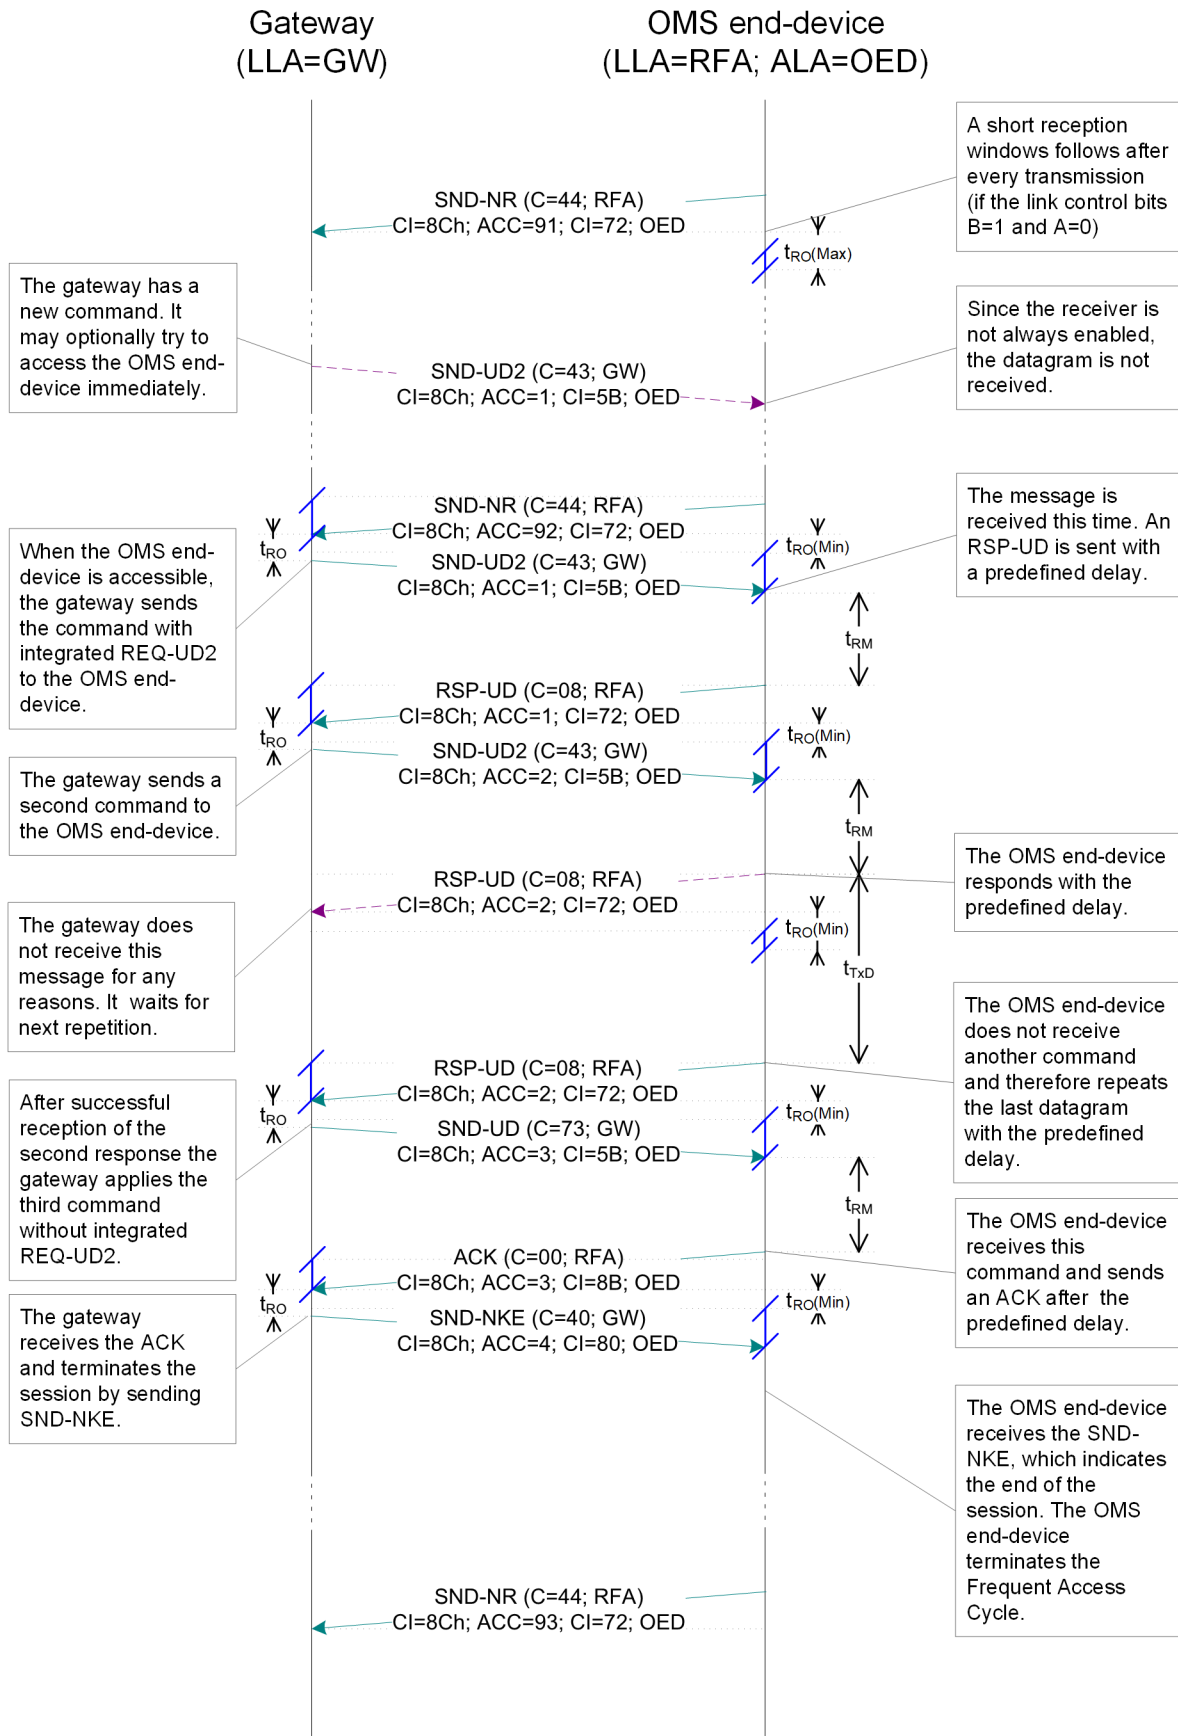 Gateway
(LLA=GW)
OMS end-device
(LLA=RFA; ALA=OED)
A short reception
windows follows after
every transmission
(if the link control bits
B=1 and A=0)
SND-NR (C=44; RFA)
CI=8Ch; ACC=91; CI=72; OED
tRO(Max)
The gateway has a
new command. It
may optionally try to
access the OMS end-
device immediately.
Since the receiver is
not always enabled,
the datagram is not
received.
SND-UD2 (C=43; GW)
CI=8Ch; ACC=1; CI=5B; OED
SND-NR (C=44; RFA)
CI=8Ch; ACC=92; CI=72; OED
tRO
tRO(Min)
The message is
received this time. An
RSP-UD is sent with
a predefined delay.
When the OMS end-
device is accessible,
the gateway sends
the command with
integrated REQ-UD2
to the OMS end-
device.
SND-UD2 (C=43; GW)
CI=8Ch; ACC=1; CI=5B; OED
tRM
RSP-UD (C=08; RFA)
CI=8Ch; ACC=1; CI=72; OED
tRO
tRO(Min)
SND-UD2 (C=43; GW)
CI=8Ch; ACC=2; CI=5B; OED
The gateway sends a
second command to
the OMS end-device.
tRM
RSP-UD (C=08; RFA)
CI=8Ch; ACC=2; CI=72; OED
The OMS end-device
responds with the
predefined delay.
tRO(Min)
The gateway does
not receive this
message for any
reasons. It  waits for
next repetition.
tTxD
The OMS end-device
does not receive
another command
and therefore repeats
the last datagram
with the predefined
delay.
RSP-UD (C=08; RFA)
CI=8Ch; ACC=2; CI=72; OED
tRO
tRO(Min)
After successful
reception of the
second response the
gateway applies the
third command
without integrated
REQ-UD2.
SND-UD (C=73; GW)
CI=8Ch; ACC=3; CI=5B; OED
tRM
The OMS end-device
receives this
command and sends
an ACK after  the
predefined delay.
ACK (C=00; RFA)
CI=8Ch; ACC=3; CI=8B; OED
tRO
tRO(Min)
The gateway
receives the ACK
and terminates the
session by sending
SND-NKE.
SND-NKE (C=40; GW)
CI=8Ch; ACC=4; CI=80; OED
The OMS end-device
receives the SND-
NKE, which indicates
the end of the
session. The OMS
end-device
terminates the
Frequent Access
Cycle.
SND-NR (C=44; RFA)
CI=8Ch; ACC=93; CI=72; OED